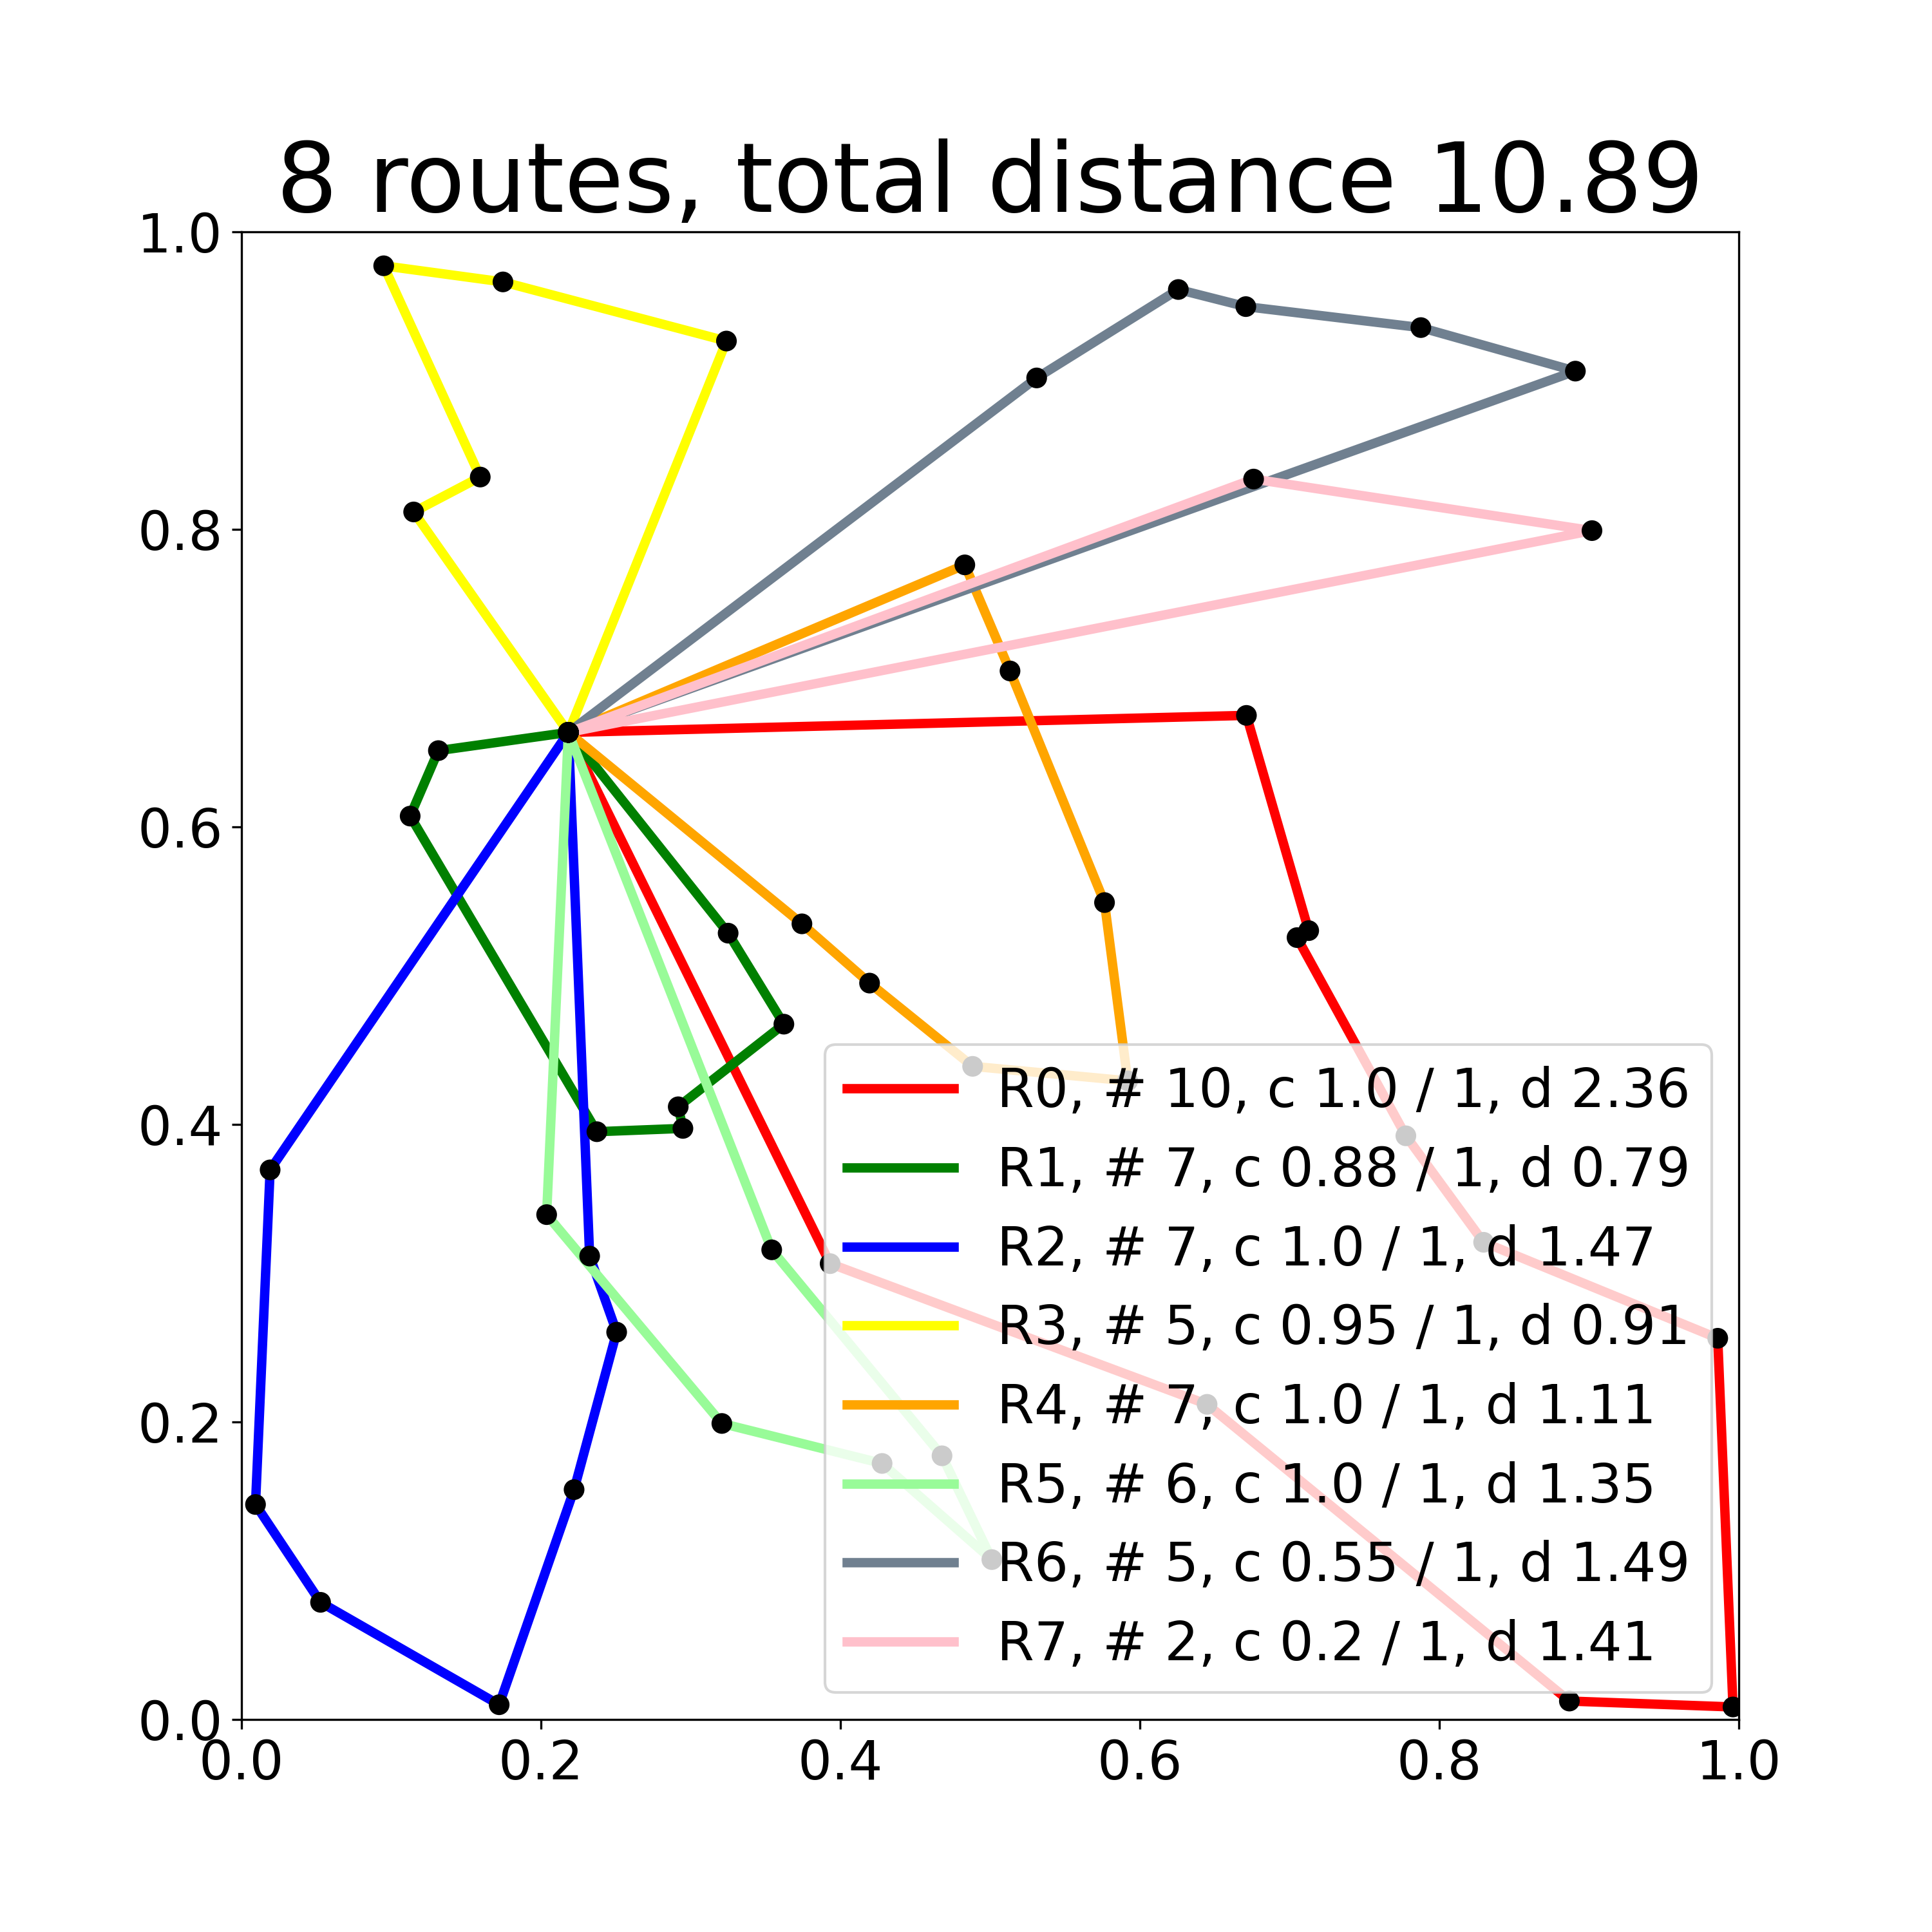 8 routes, total distance 10.89
1.0
0.8
0.6
0.4
0.2
0.0
0.0 0.2 0.4 0.6 0.8 1.0
R0, # 10, c 1.0 / 1, d 2.36
R1, # 7, c 0.88 / 1, d 0.79
R2, # 7, c 1.0 / 1, d 1.47
R3, # 5, c 0.95 / 1, d 0.91
R4, # 7, c 1.0 / 1, d 1.11
R5, # 6, c 1.0 / 1, d 1.35
R6, # 5, c 0.55 / 1, d 1.49
R7, # 2, c 0.2 / 1, d 1.41